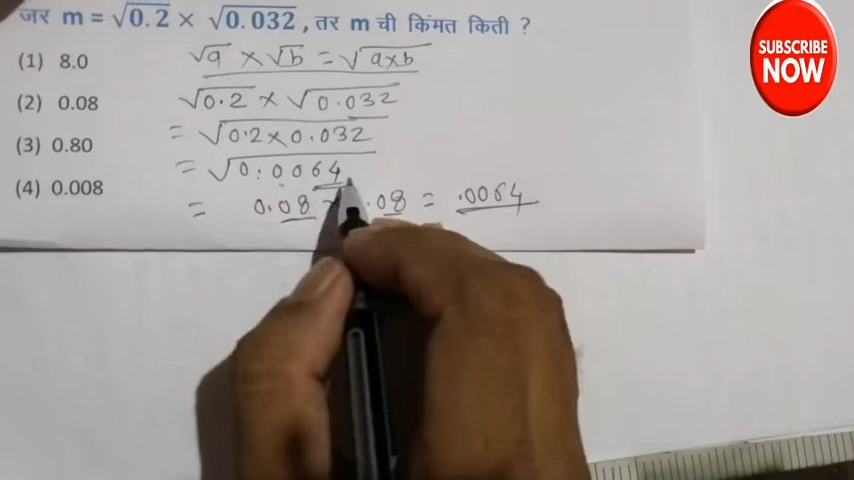 जर m = √0.2 × √0.032, तर m ची किंमत किती ?
(1) 8.0
(2) 0.08
(3) 0.80
(4) 0.008
√a × √b = √a×b
√0.2 × √0.032
= √0.2×0.032
= √0.0064
= 0.08 × .08 = .0064
SUBSCRIBE
NOW